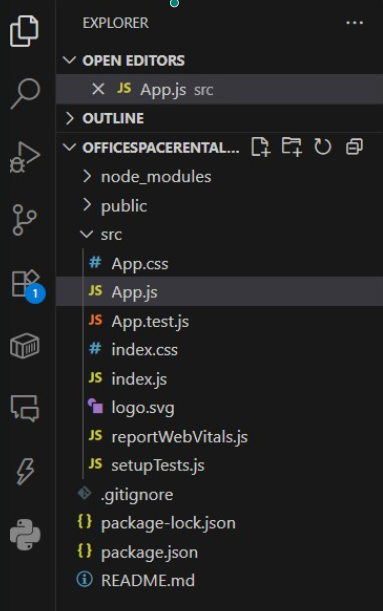 EXPLORER
OPEN EDITORS
JS App.js src
OUTLINE
OFFICESPACERENTAL...
node_modules
public
src
# App.css
JS App.js
JS App.test.js
# index.css
JS index.js
logo.svg
JS reportWebVitals.js
JS setupTests.js
.gitignore
{} package-lock.json
{} package.json
README.md
1